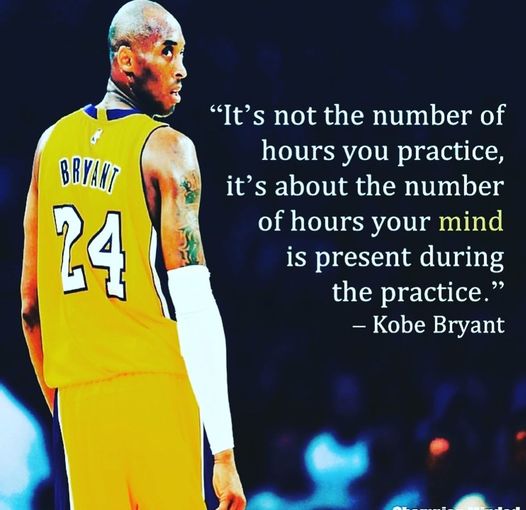 “It’s not the number of
hours you practice,
it’s about the number
of hours your mind
is present during
the practice.”
– Kobe Bryant
BRYANT
24